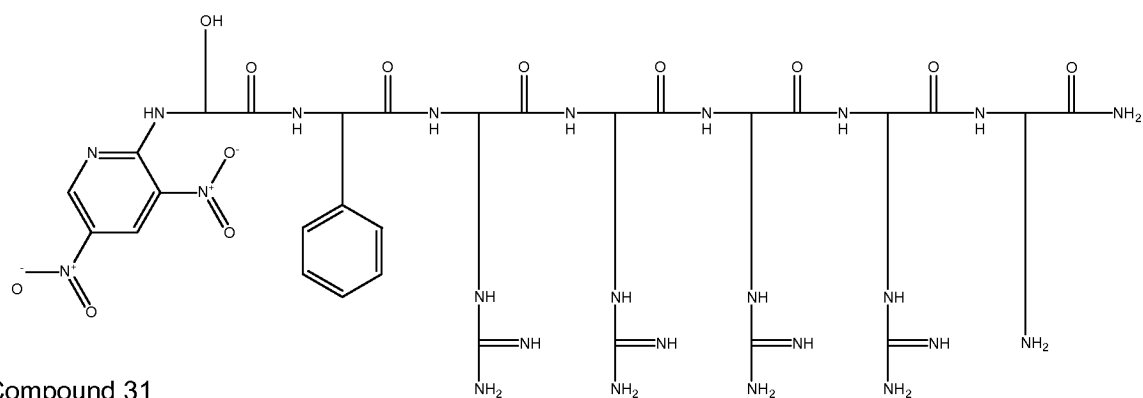 OH
O O O O O O O
HN N N N N N N NH2
H H H H H H
N O-
N+
O
- N+
O NH NH NH NH
O
NH NH NH NH NH2
NH2 NH2 NH2 NH2
Compound 31